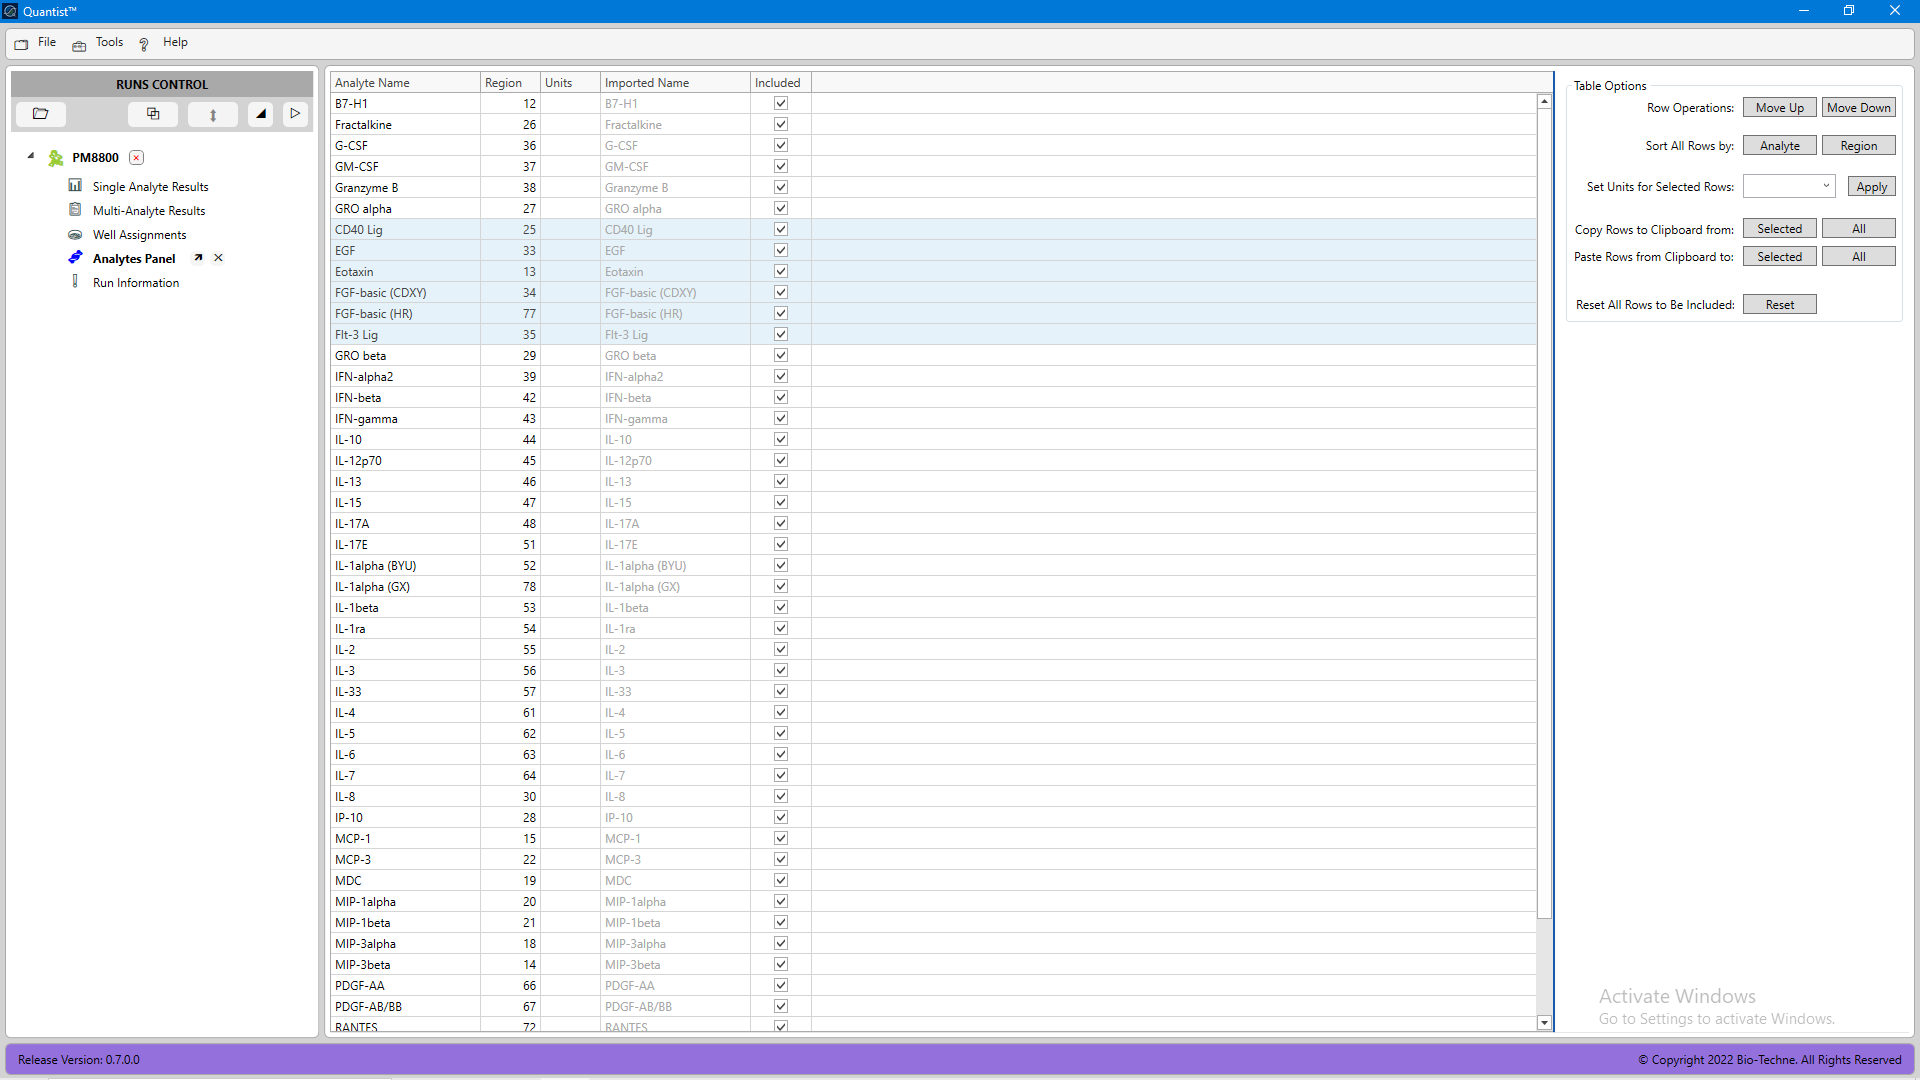 Quantist™
File Tools ? Help
RUNS CONTROL
PM8800
Single Analyte Results
Multi-Analyte Results
Well Assignments
Analytes Panel
Run Information
Analyte Name Region Units Imported Name Included
B7-H1 12 B7-H1
Fractalkine 26 Fractalkine
G-CSF 36 G-CSF
GM-CSF 37 GM-CSF
Granzyme B 38 Granzyme B
GRO alpha 27 GRO alpha
CD40 Lig 25 CD40 Lig
EGF 33 EGF
Eotaxin 13 Eotaxin
FGF-basic (CDXY) 34 FGF-basic (CDXY)
FGF-basic (HR) 77 FGF-basic (HR)
Flt-3 Lig 35 Flt-3 Lig
GRO beta 29 GRO beta
IFN-alpha2 39 IFN-alpha2
IFN-beta 42 IFN-beta
IFN-gamma 43 IFN-gamma
IL-10 44 IL-10
IL-12p70 45 IL-12p70
IL-13 46 IL-13
IL-15 47 IL-15
IL-17A 48 IL-17A
IL-17E 51 IL-17E
IL-1alpha (BYU) 52 IL-1alpha (BYU)
IL-1alpha (GX) 78 IL-1alpha (GX)
IL-1beta 53 IL-1beta
IL-1ra 54 IL-1ra
IL-2 55 IL-2
IL-3 56 IL-3
IL-33 57 IL-33
IL-4 61 IL-4
IL-5 62 IL-5
IL-6 63 IL-6
IL-7 64 IL-7
IL-8 30 IL-8
IP-10 28 IP-10
MCP-1 15 MCP-1
MCP-3 22 MCP-3
MDC 19 MDC
MIP-1alpha 20 MIP-1alpha
MIP-1beta 21 MIP-1beta
MIP-3alpha 18 MIP-3alpha
MIP-3beta 14 MIP-3beta
PDGF-AA 66 PDGF-AA
PDGF-AB/BB 67 PDGF-AB/BB
RANTES 72 RANTES
Table Options
Row Operations: Move Up Move Down
Sort All Rows by: Analyte Region
Set Units for Selected Rows: Apply
Copy Rows to Clipboard from: Selected All
Paste Rows from Clipboard to: Selected All
Reset All Rows to Be Included: Reset
Activate Windows
Go to Settings to activate Windows.
Release Version: 0.7.0.0
© Copyright 2022 Bio-Techne. All Rights Reserved